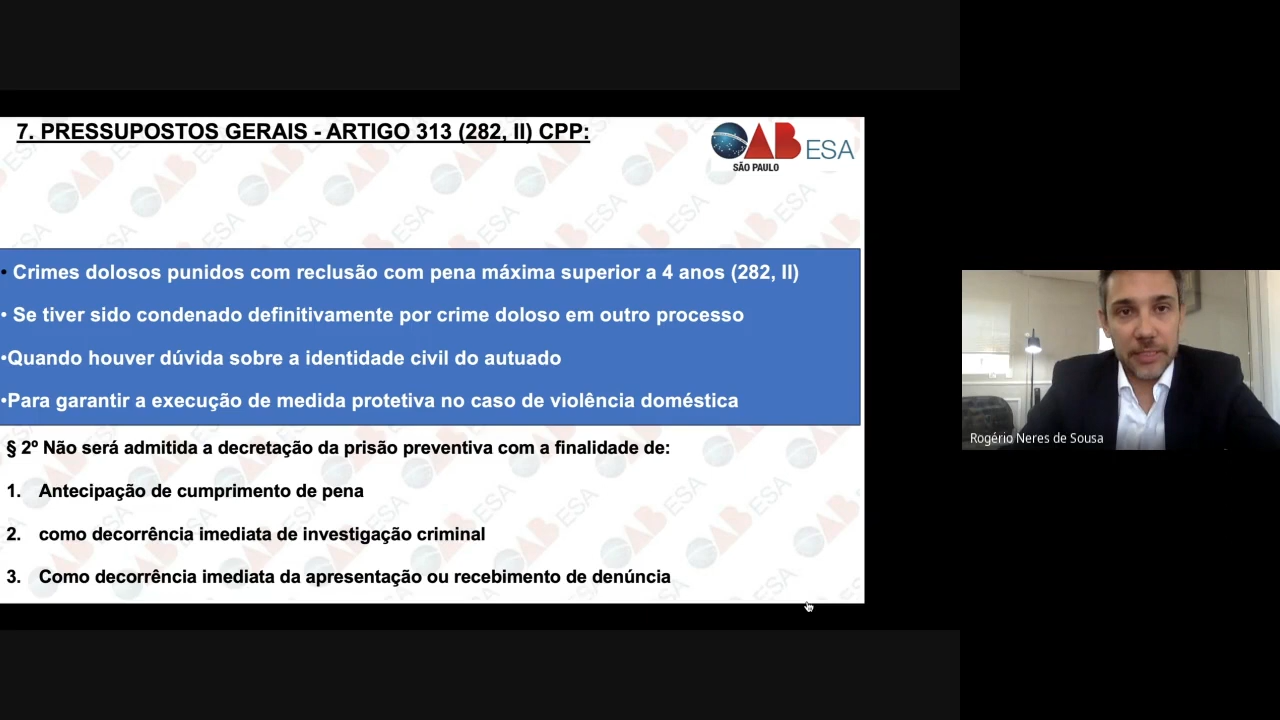 7. PRESSUPOSTOS GERAIS - ARTIGO 313 (282, II) CPP:
OAB ESA
SÃO PAULO
• Crimes dolosos punidos com reclusão com pena máxima superior a 4 anos (282, II)
• Se tiver sido condenado definitivamente por crime doloso em outro processo
•Quando houver dúvida sobre a identidade civil do autuado
•Para garantir a execução de medida protetiva no caso de violência doméstica
§ 2º Não será admitida a decretação da prisão preventiva com a finalidade de:
1. Antecipação de cumprimento de pena
2. como decorrência imediata de investigação criminal
3. Como decorrência imediata da apresentação ou recebimento de denúncia
Rogério Neres de Sousa